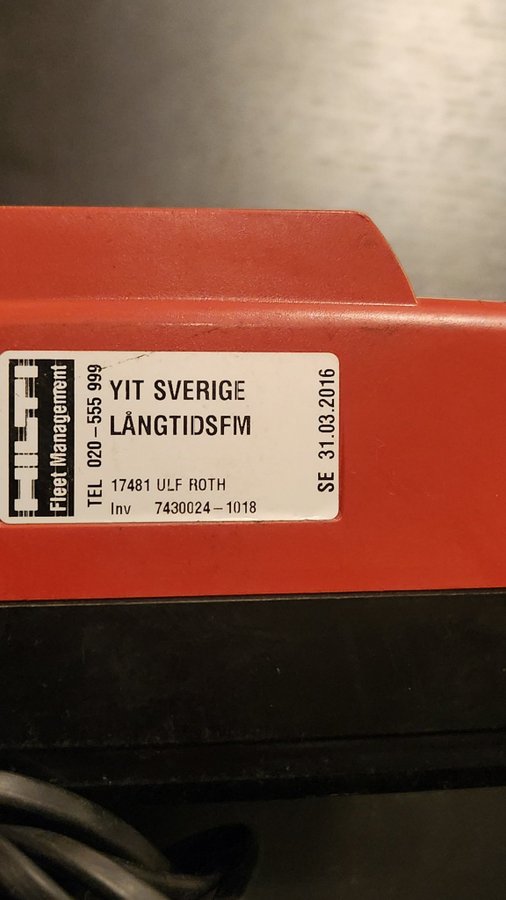 HILTI
Fleet Management
TEL 020-555 999
YIT SVERIGE
LÅNGTIDSFM
17481 ULF ROTH
Inv 7430024-1018
SE 31.03.2016